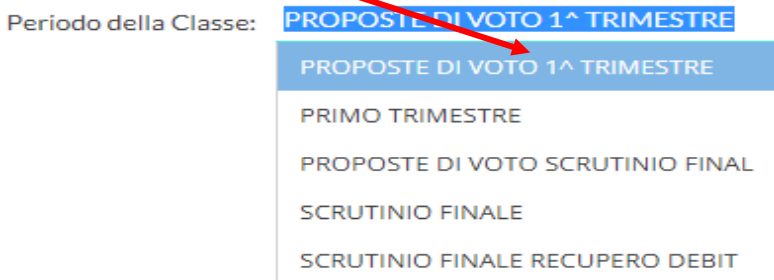 Periodo della Classe: PROPOSTE DI VOTO 1^ TRIMESTRE
PROPOSTE DI VOTO 1^ TRIMESTRE
PRIMO TRIMESTRE
PROPOSTE DI VOTO SCRUTINIO FINAL
SCRUTINIO FINALE
SCRUTINIO FINALE RECUPERO DEBIT